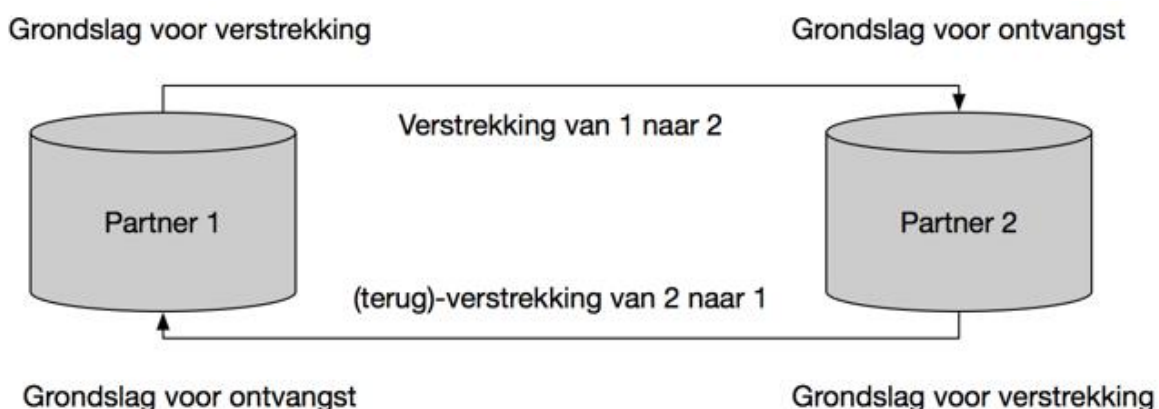 Grondslag voor verstrekking
Grondslag voor ontvangst
Verstrekking van 1 naar 2
Partner 1
Partner 2
(terug)-verstrekking van 2 naar 1
Grondslag voor ontvangst
Grondslag voor verstrekking